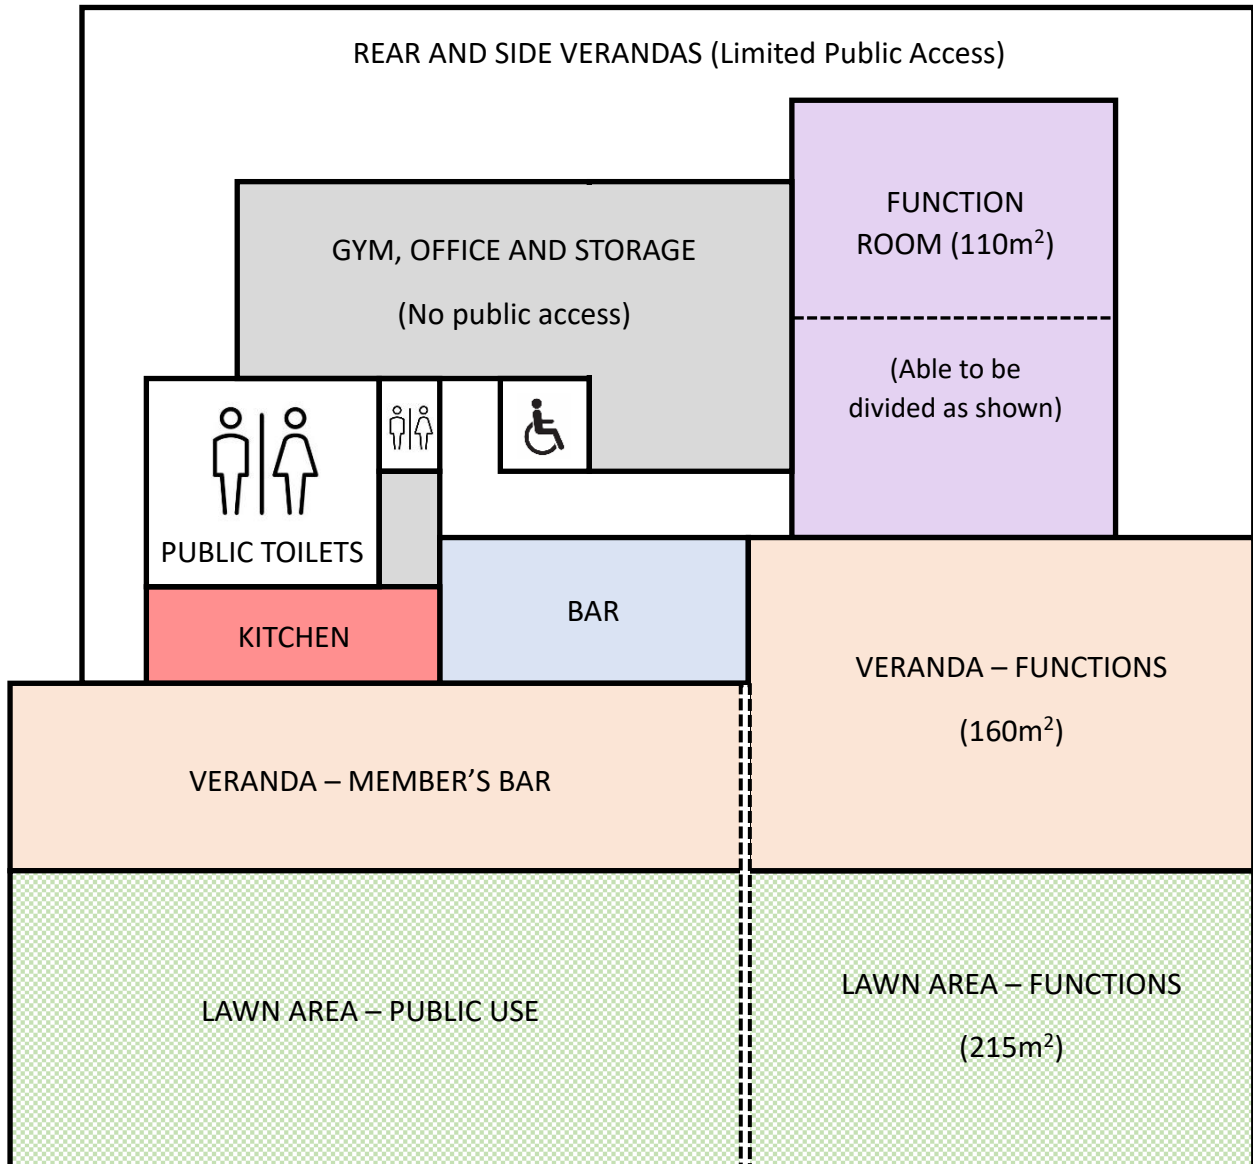 REAR AND SIDE VERANDAS (Limited Public Access)
FUNCTION
ROOM (110m²)
GYM, OFFICE AND STORAGE
(No public access)
(Able to be
divided as shown)
PUBLIC TOILETS
BAR
KITCHEN
VERANDA – FUNCTIONS
(160m²)
VERANDA – MEMBER’S BAR
LAWN AREA – PUBLIC USE
LAWN AREA – FUNCTIONS
(215m²)